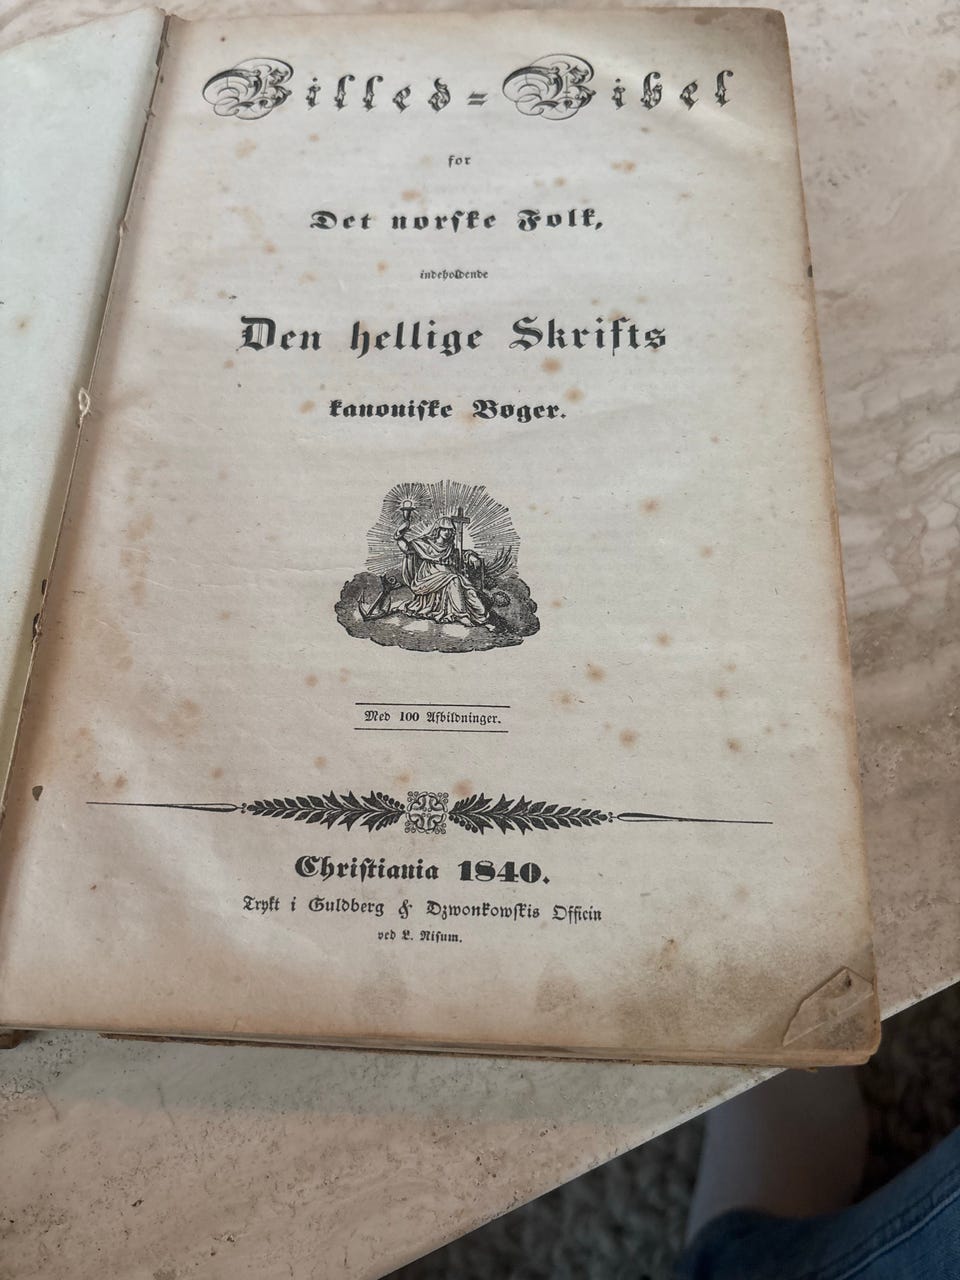 Billed=Bibel
for
Det norske Folk,
indeholdende
Den hellige Skrifts
kanoniske Bøger.
Med 100 Afbildninger.
Christiania 1840.
Trykt i Guldberg & Dzwonkowskis Officin
ved L. Risum.